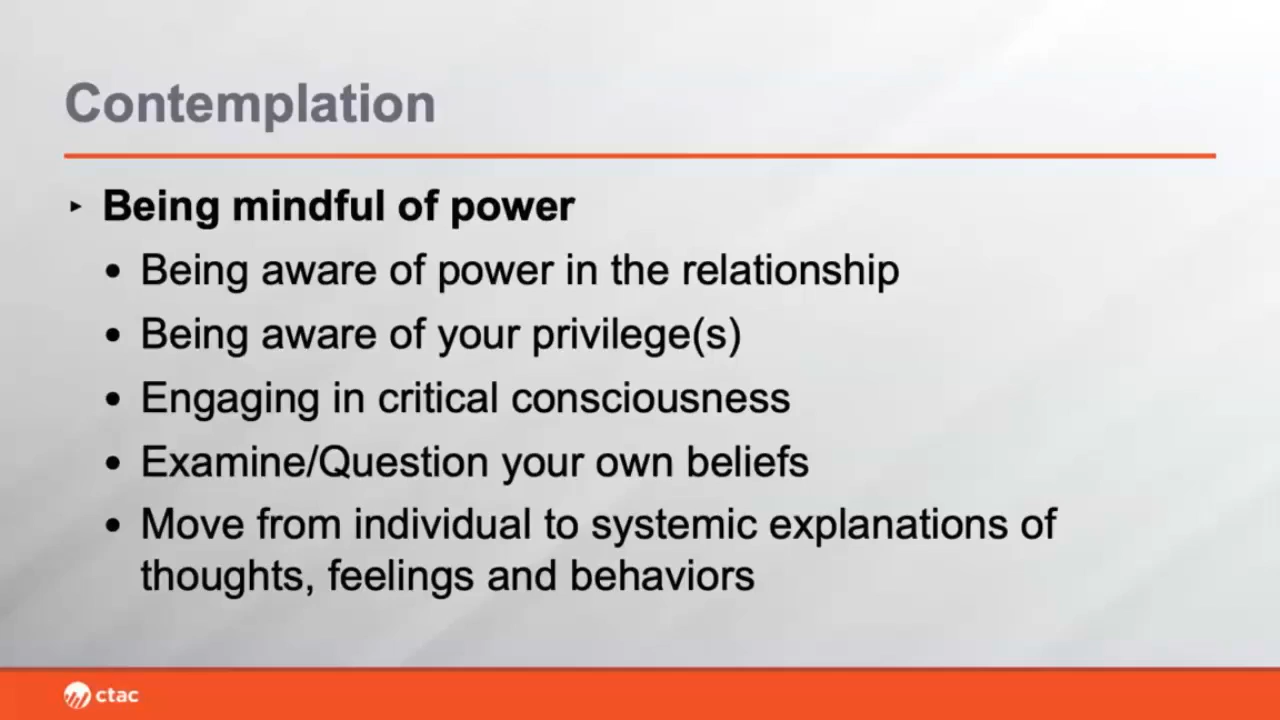 Contemplation
‣ Being mindful of power
• Being aware of power in the relationship
• Being aware of your privilege(s)
• Engaging in critical consciousness
• Examine/Question your own beliefs
• Move from individual to systemic explanations of
thoughts, feelings and behaviors
ctac